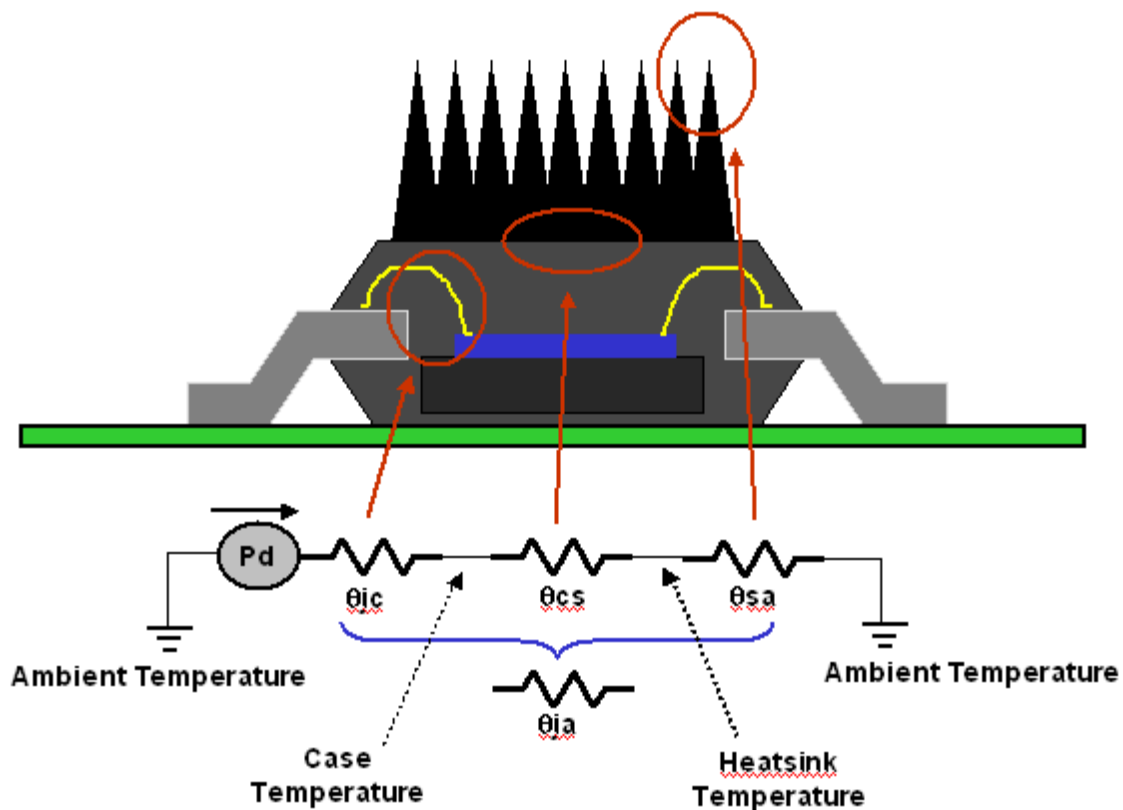 Pd
θjc
θcs
θsa
Ambient Temperature
Ambient Temperature
θja
Case
Temperature
Heatsink
Temperature